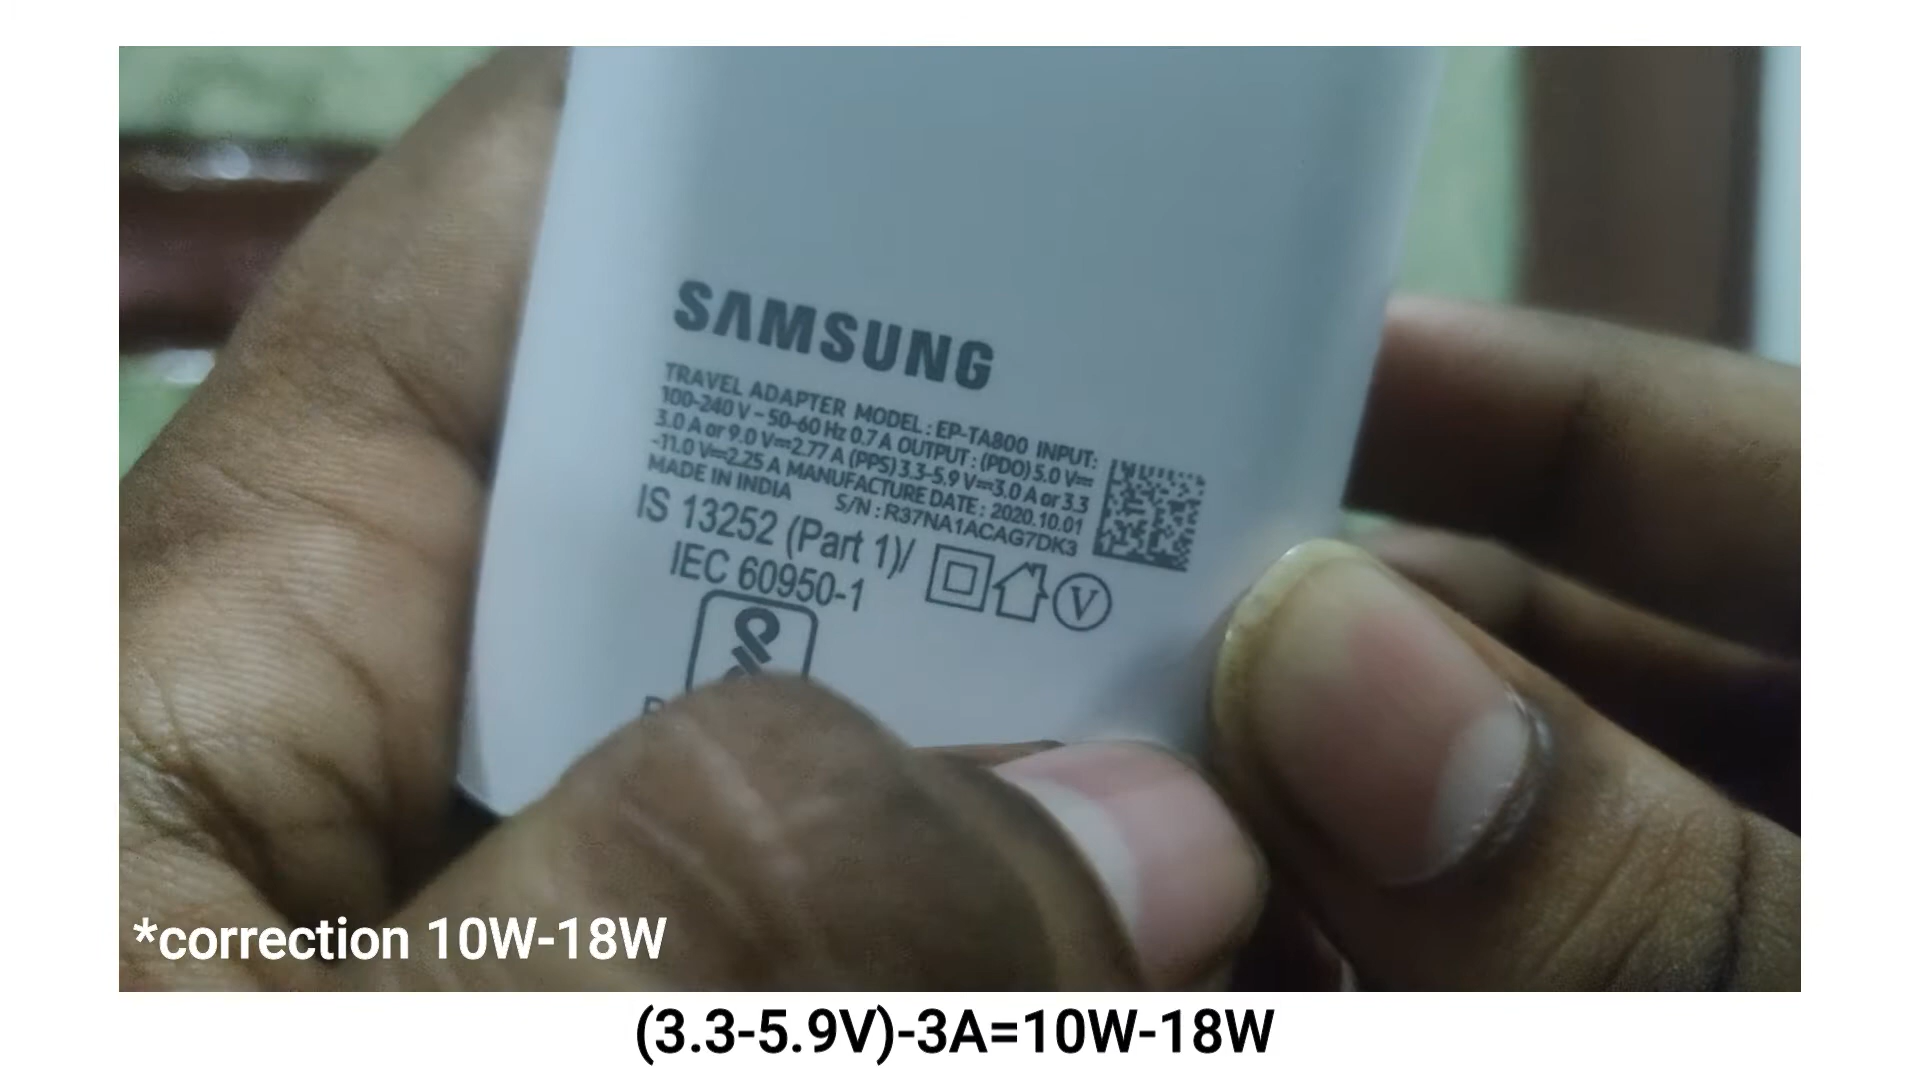 SAMSUNG
TRAVEL ADAPTER MODEL : EP-TA800 INPUT:
100-240 V ~ 50-60 Hz 0.7 A OUTPUT : (PDO) 5.0 V⎓
3.0 A or 9.0 V⎓2.77 A (PPS) 3.3-5.9 V⎓3.0 A or 3.3
-11.0 V⎓2.25 A MANUFACTURE DATE : 2020.10.01
MADE IN INDIA S/N : R37NA1ACAG7DK3
IS 13252 (Part 1)/
IEC 60950-1
V
*correction 10W-18W
(3.3-5.9V)-3A=10W-18W